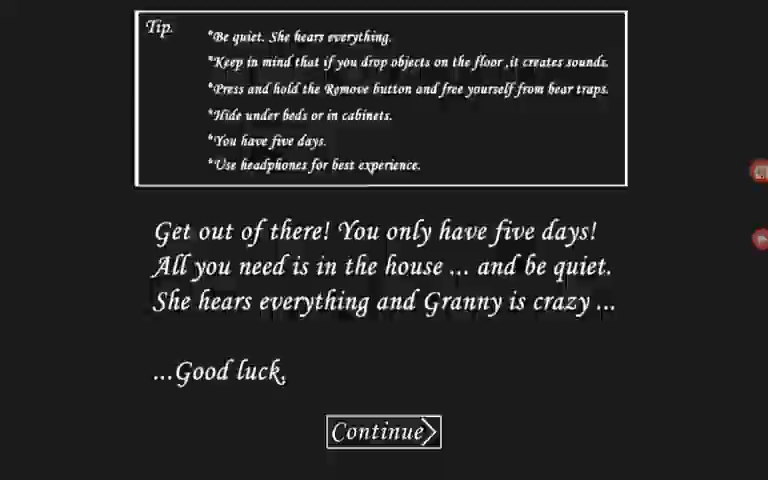 Tip.
*Be quiet. She hears everything.
*Keep in mind that if you drop objects on the floor ,it creates sounds.
*Press and hold the Remove button and free yourself from bear traps.
*Hide under beds or in cabinets.
*You have five days.
*Use headphones for best experience.
Get out of there! You only have five days!
All you need is in the house ... and be quiet.
She hears everything and Granny is crazy ...
...Good luck.
Continue>